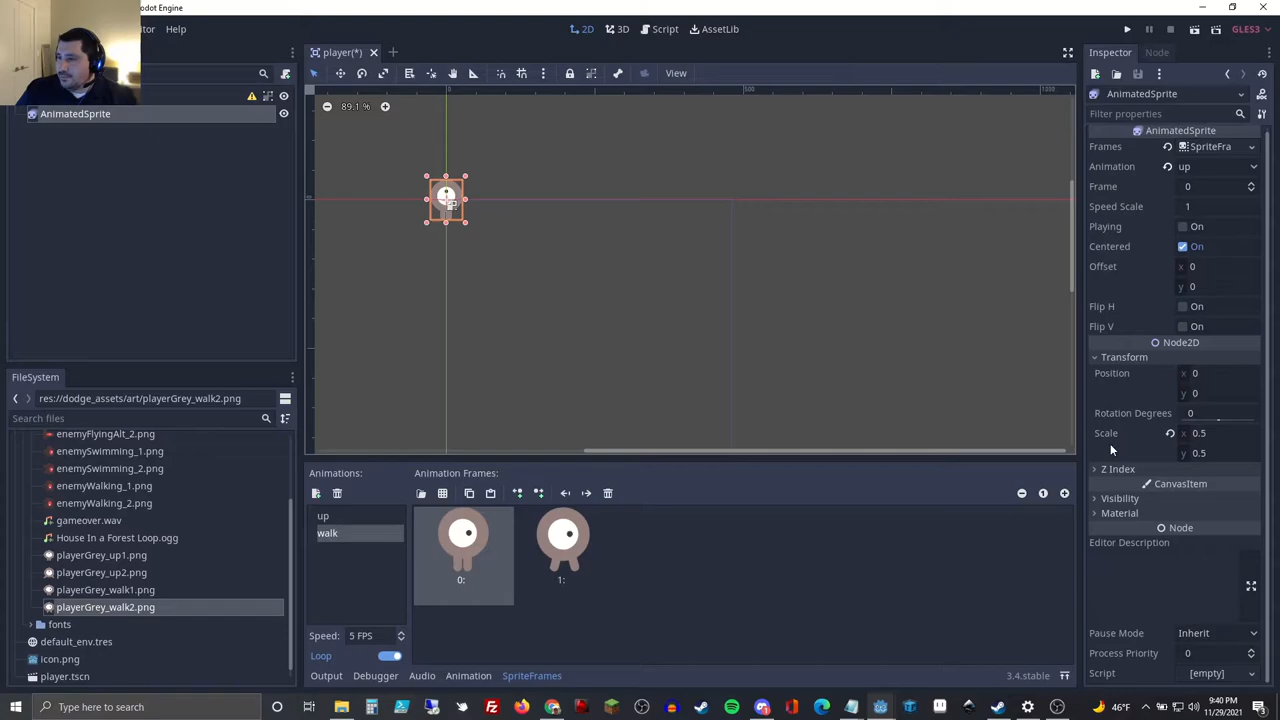 odot Engine
itor Help
2D 3D Script AssetLib
GLES3
player(*)
Inspector Node
View
AnimatedSprite
AnimatedSprite
Filter properties
89.1 %
0 500 1000
0
AnimatedSprite
Frames SpriteFra
Animation up
Frame 0
Speed Scale 1
Playing On
Centered On
Offset x 0
y 0
Flip H On
Flip V On
Node2D
Transform
Position x 0
y 0
Rotation Degrees 0
Scale x 0.5
y 0.5
Z Index
CanvasItem
Visibility
Material
Node
Editor Description
Pause Mode Inherit
Process Priority 0
Script [empty]
FileSystem
res://dodge_assets/art/playerGrey_walk2.png
Search files
enemyFlyingAlt_2.png
enemySwimming_1.png
enemySwimming_2.png
enemyWalking_1.png
enemyWalking_2.png
gameover.wav
House In a Forest Loop.ogg
playerGrey_up1.png
playerGrey_up2.png
playerGrey_walk1.png
playerGrey_walk2.png
fonts
default_env.tres
icon.png
player.tscn
Animations: Animation Frames:
up
walk
0: 1:
Speed: 5 FPS
Loop
Output Debugger Audio Animation SpriteFrames 3.4.stable
Type here to search
46°F
9:40 PM
11/29/2021